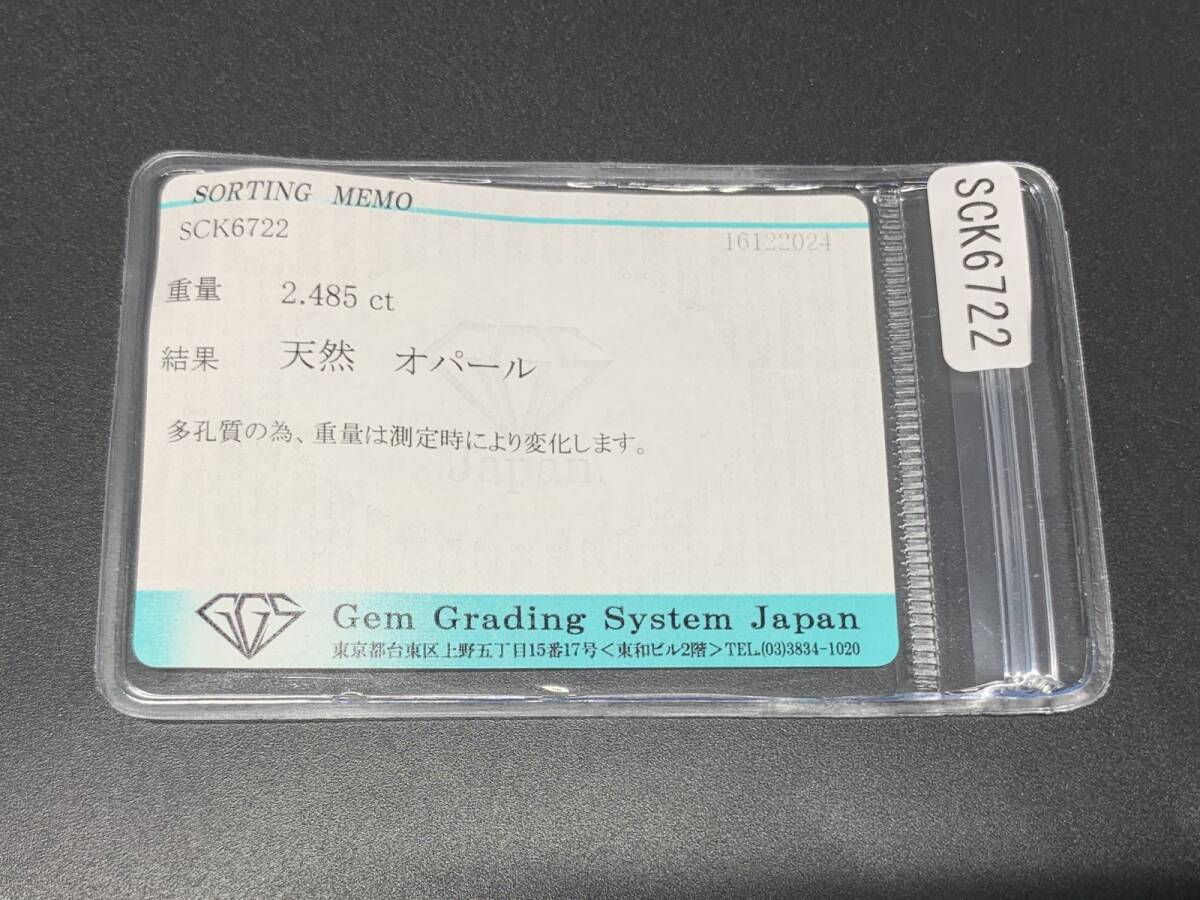 SORTING MEMO
SCK6722
16122024
重量 2.485 ct
結果 天然 オパール
多孔質の為、重量は測定時により変化します。
Japan
GGS
Gem Grading System Japan
東京都台東区上野五丁目15番17号＜東和ビル2階＞TEL.(03)3834-1020
SCK6722